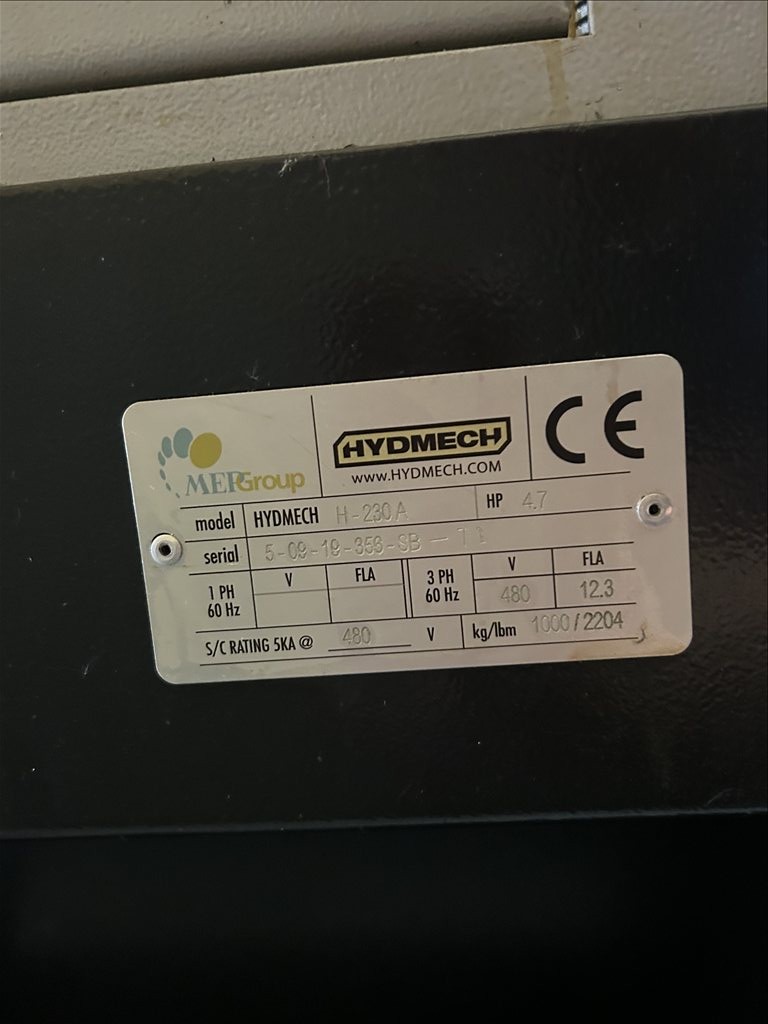 MEPGroup
HYDMECH
WWW.HYDMECH.COM
CE
model HYDMECH H-230A HP 4.7
serial
1 PH 60 Hz V FLA
3 PH 60 Hz V 480 FLA 12.3
S/C RATING 5KA @ 480 V kg/lbm 1000/2204